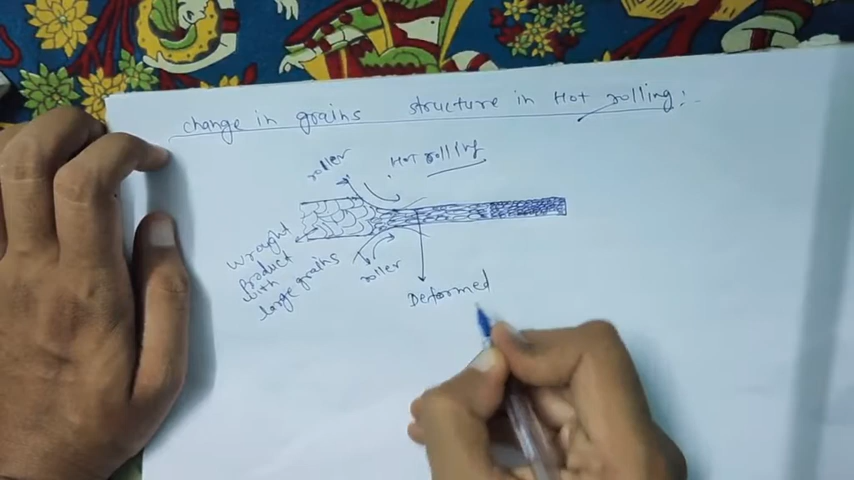 change in grains structure in Hot rolling:
roller
Hot rolling
Wrought
Product
with
large grains
roller
Deformed